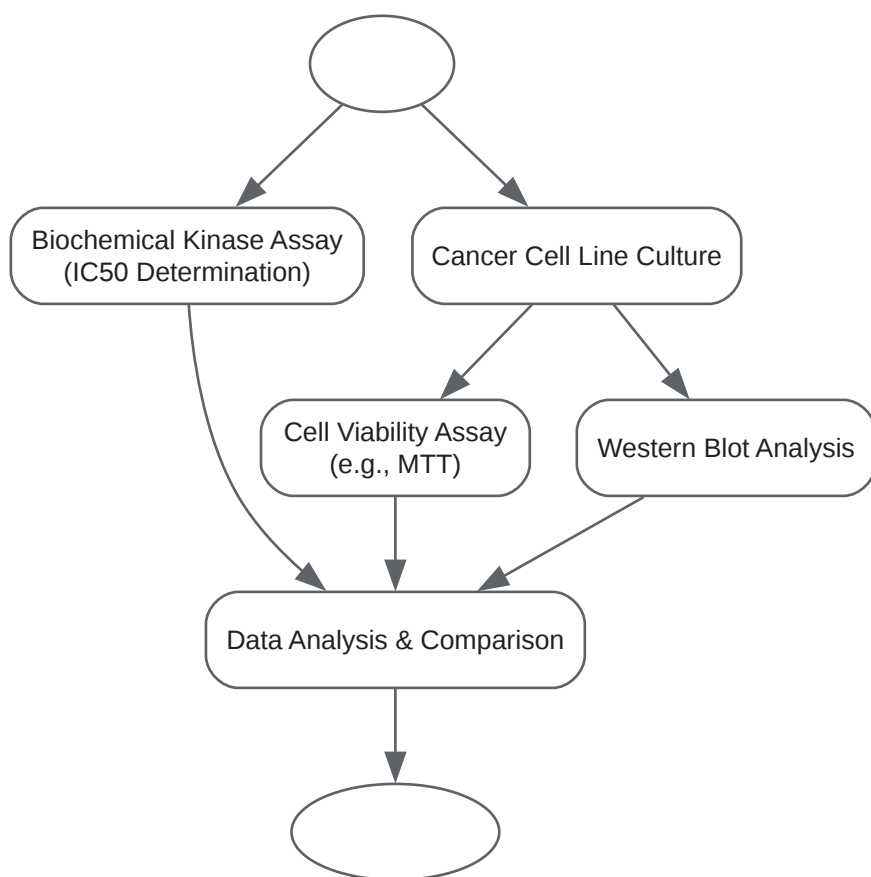 Biochemical Kinase Assay
(IC50 Determination)
Cancer Cell Line Culture
Cell Viability Assay
(e.g., MTT)
Western Blot Analysis
Data Analysis & Comparison